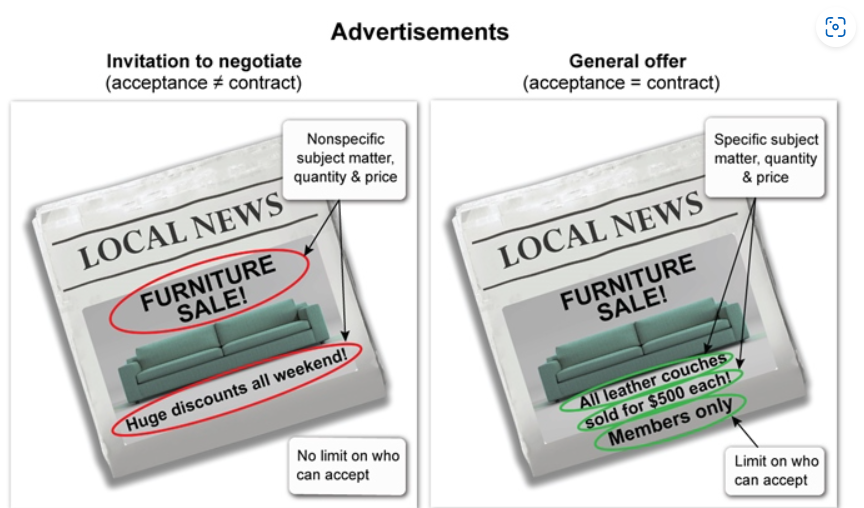 Advertisements
Invitation to negotiate
(acceptance ≠ contract)
Nonspecific
subject matter,
quantity & price
LOCAL NEWS
FURNITURE
SALE!
Huge discounts all weekend!
No limit on who
can accept
General offer
(acceptance = contract)
Specific subject
matter, quantity
& price
LOCAL NEWS
FURNITURE
SALE!
All leather couches
sold for $500 each!
Members only
Limit on who
can accept